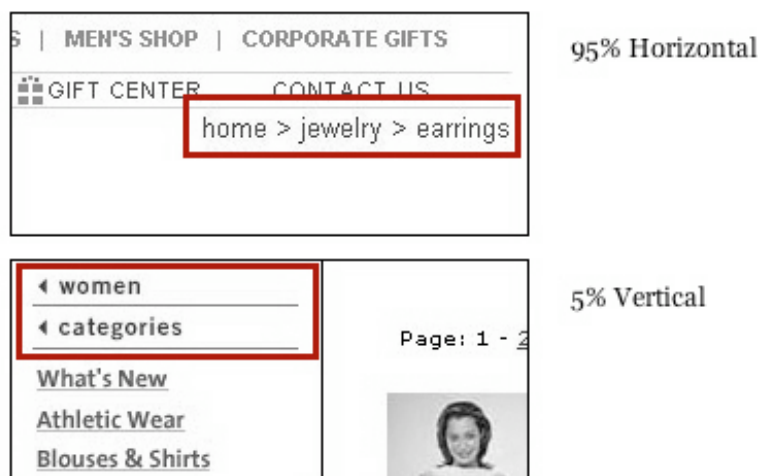 S | MEN'S SHOP | CORPORATE GIFTS
95% Horizontal
GIFT CENTER CONTACT US
home > jewelry > earrings
women
5% Vertical
categories
Page: 1 - 2
What's New
Athletic Wear
Blouses & Shirts